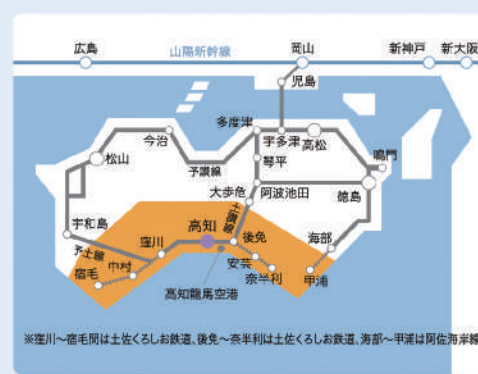 広島
山陽新幹線
岡山
新神戸
新大阪
児島
多度津
宇多津
高松
今治
予讃線
琴平
鳴門
松山
大歩危
阿波池田
徳島
土讃線
宇和島
予土線
窪川
高知
後免
海部
中村
安芸
宿毛
奈半利
甲浦
高知龍馬空港
※窪川〜宿毛間は土佐くろしお鉄道、後免〜奈半利は土佐くろしお鉄道、海部〜甲浦は阿佐海岸線